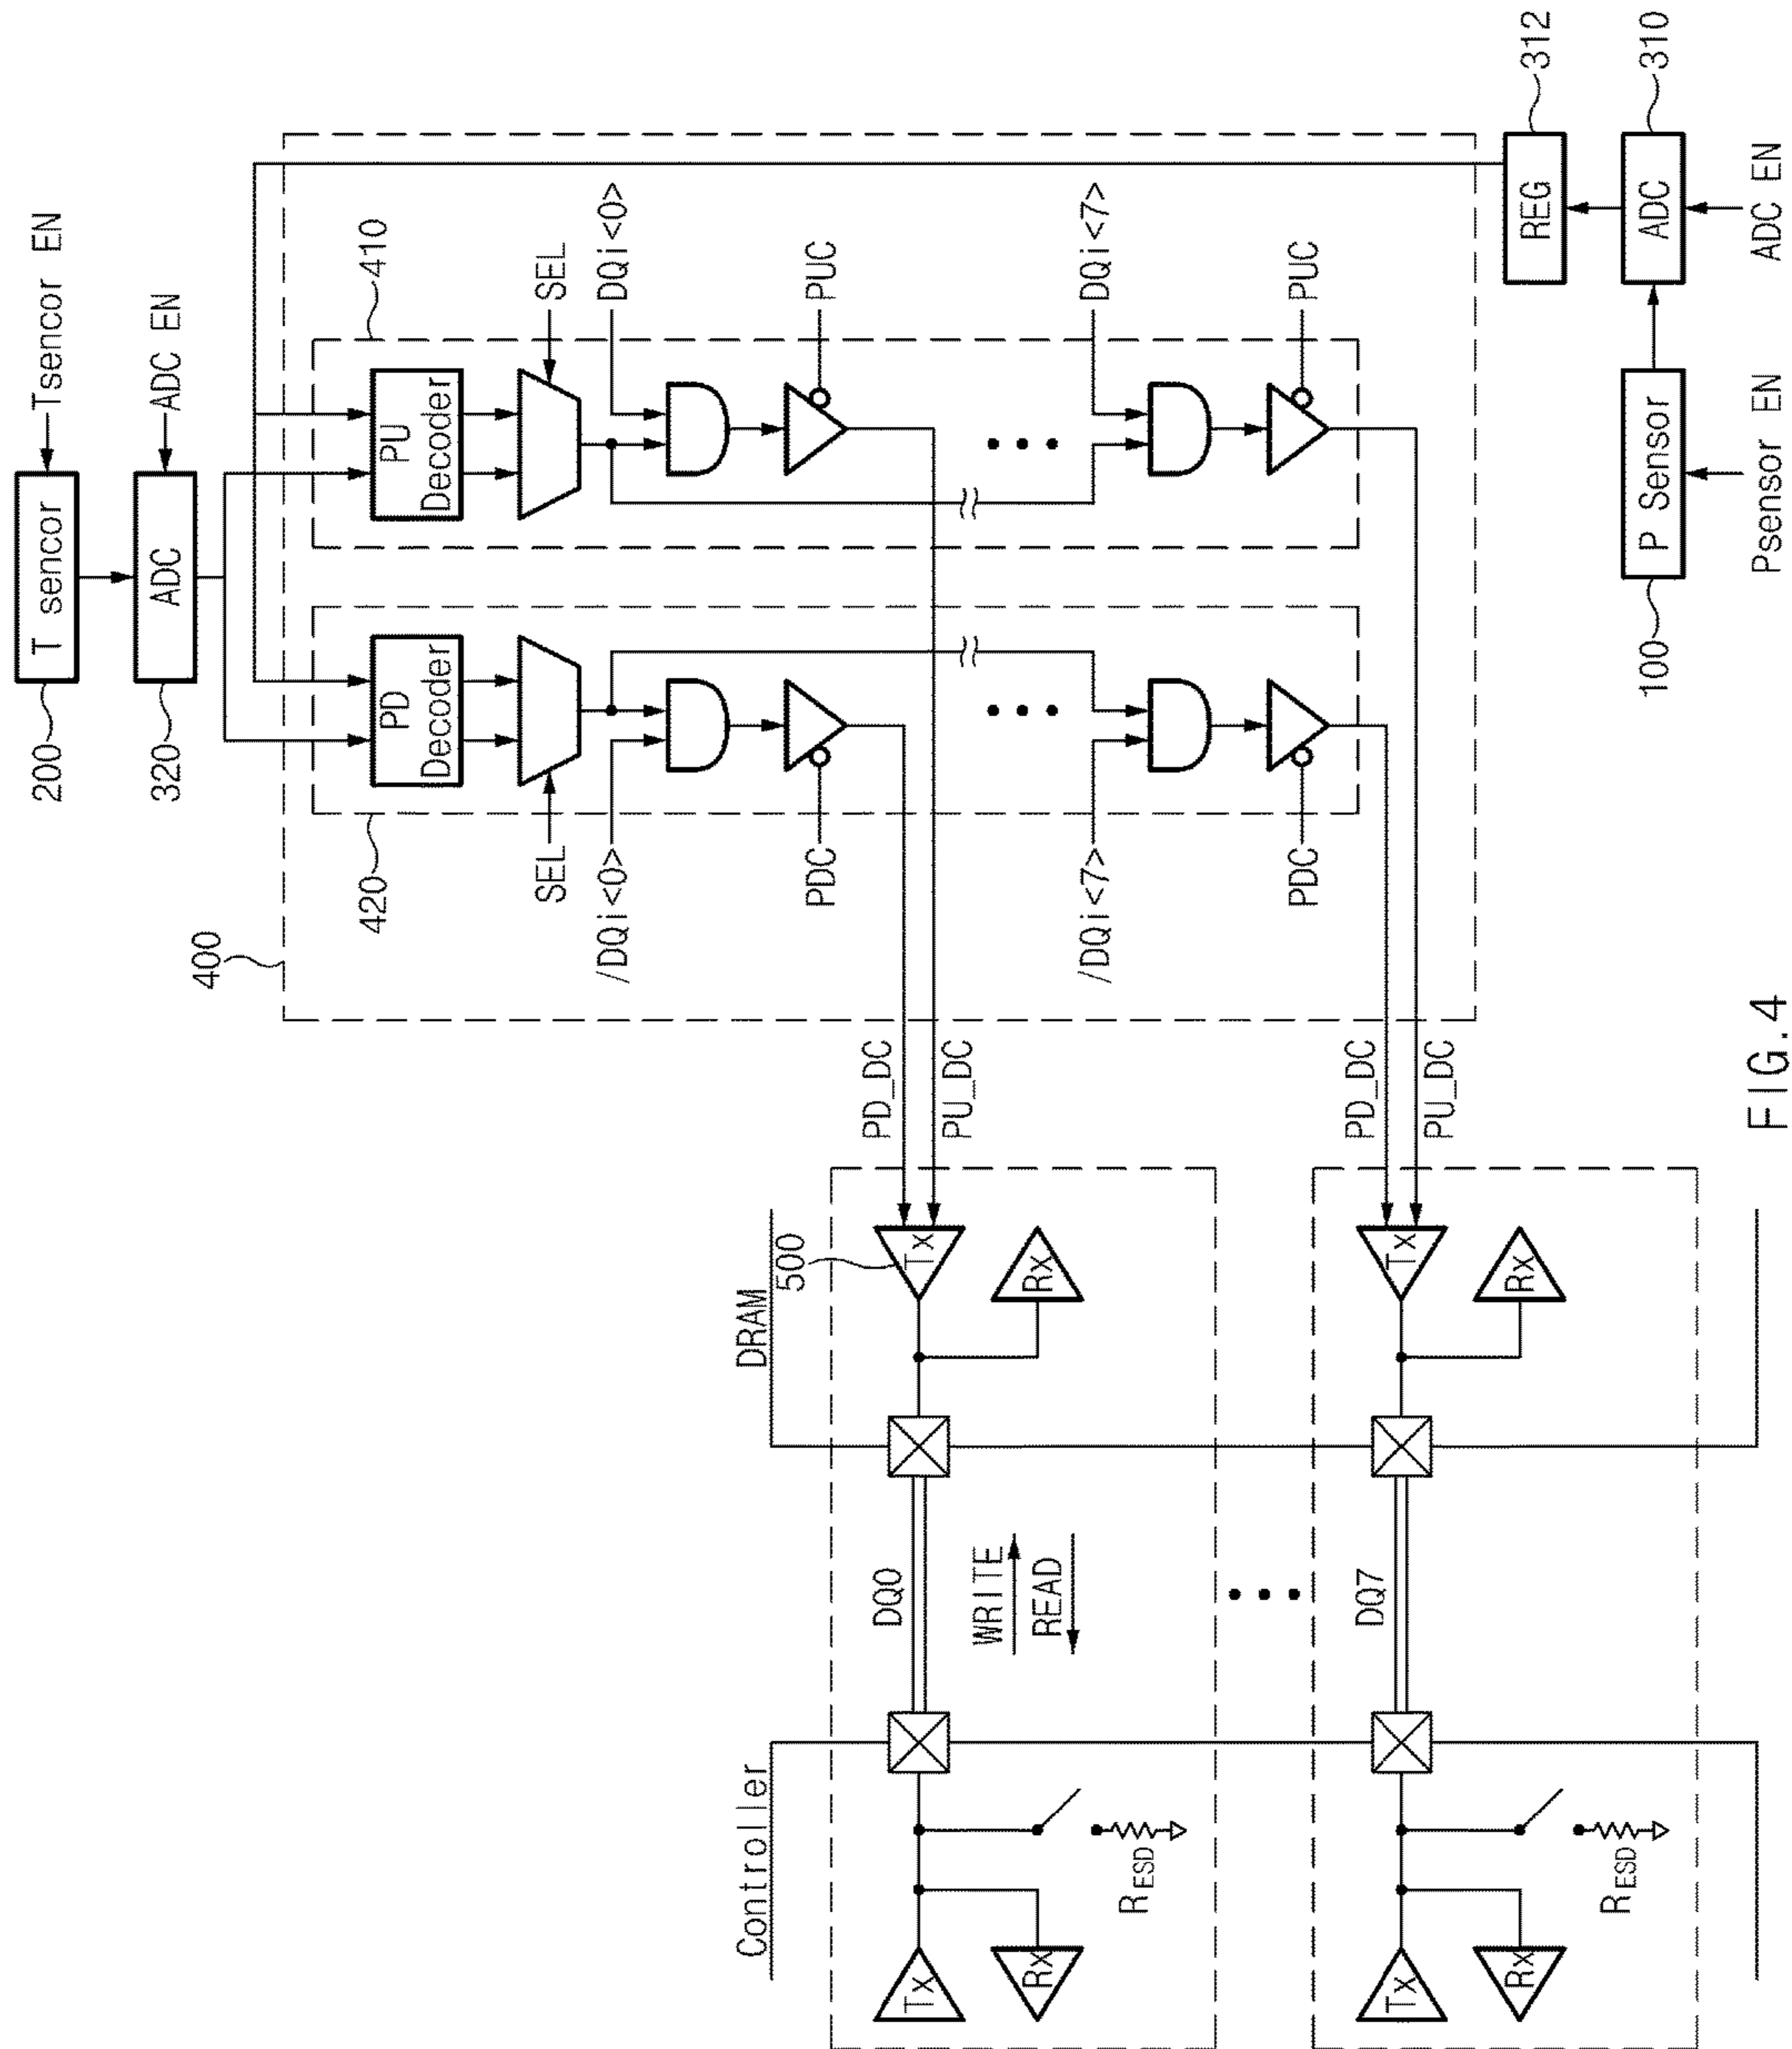 200
T sencor
Tsencor EN
320
ADC
ADC EN
400
420
410
PD
Decoder
PU
Decoder
SEL
SEL
/DQi<0>
DQi<0>
PDC
PUC
/DQi<7>
DQi<7>
PDC
PUC
PD_DC
PU_DC
PD_DC
PU_DC
REG
312
ADC
310
ADC EN
100
P Sensor
Psensor EN
Controller
DRAM
Tx
Rx
RESD
DQ0
WRITE
READ
500
Tx
Rx
Tx
Rx
RESD
DQ7
Tx
Rx
FIG.4